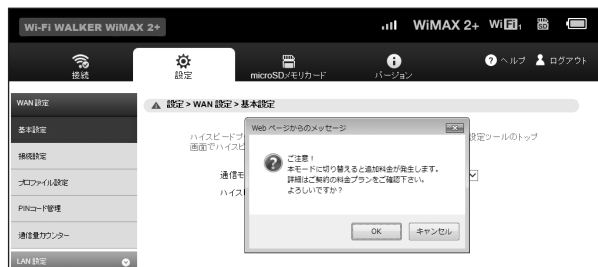 Wi-Fi WALKER WiMAX 2+
WiMAX 2+ Wi-Fi 1
接続
設定
microSDメモリカード
バージョン
ヘルプ
ログアウト
WAN 設定
基本設定
接続設定
プロファイル設定
PINコード管理
通信量カウンター
LAN 設定
設定 > WAN 設定 > 基本設定
ハイスピードプ
設定ツールのトップ
画面でハイスピ
通信モ
ハイス
Web ページからのメッセージ
ご注意！
本モードに切り替えると追加料金が発生します。
詳細はご契約の料金プランをご確認下さい。
よろしいですか？
OK
キャンセル